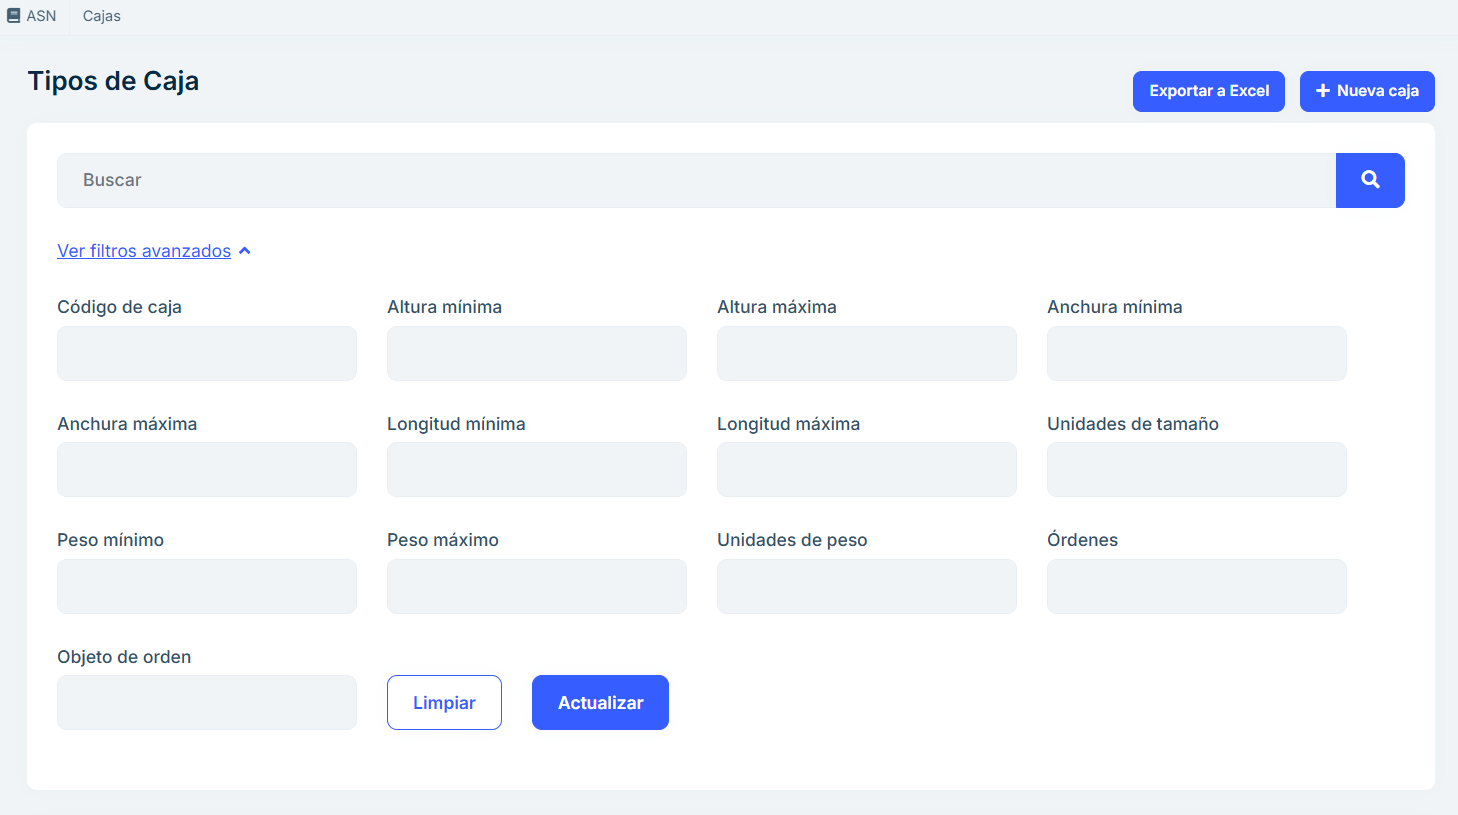 ASN Cajas
Tipos de Caja
Exportar a Excel
Nueva caja
Buscar
Ver filtros avanzados
Código de caja
Altura mínima
Altura máxima
Anchura mínima
Anchura máxima
Longitud mínima
Longitud máxima
Unidades de tamaño
Peso mínimo
Peso máximo
Unidades de peso
Órdenes
Objeto de orden
Limpiar
Actualizar